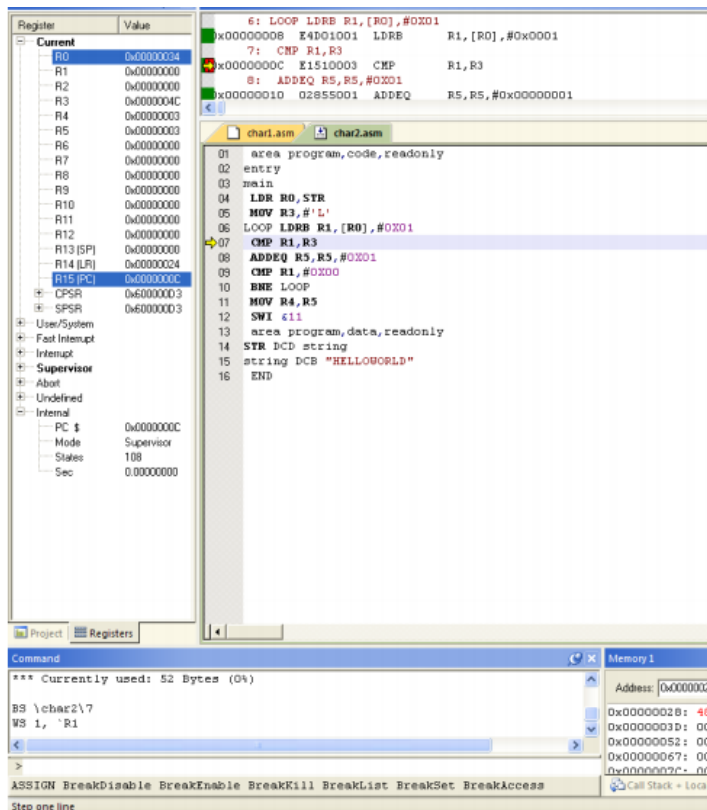 Register Value
Current
R0 0x00000034
R1 0x00000000
R2 0x00000000
R3 0x0000004C
R4 0x00000003
R5 0x00000003
R6 0x00000000
R7 0x00000000
R8 0x00000000
R9 0x00000000
R10 0x00000000
R11 0x00000000
R12 0x00000000
R13 (SP) 0x00000000
R14 (LR) 0x00000024
R15 (PC) 0x0000000C
CPSR 0x600000D3
SPSR 0x600000D3
User/System
Fast Interrupt
Interrupt
Supervisor
Abort
Undefined
Internal
PC $ 0x0000000C
Mode Supervisor
States 108
Sec 0.00000000
Project Registers
6: LOOP LDRB R1,[R0],#0X01
0x00000008 E4D01001 LDRB R1,[R0],#0x0001
7: CMP R1,R3
0x0000000C E1510003 CMP R1,R3
8: ADDEQ R5,R5,#0X01
0x00000010 02855001 ADDEQ R5,R5,#0x00000001
char1.asm char2.asm
01 area program,code,readonly
02 entry
03 main
04 LDR R0,STR
05 MOV R3,#'L'
06 LOOP LDRB R1,[R0],#0X01
07 CMP R1,R3
08 ADDEQ R5,R5,#0X01
09 CMP R1,#0X00
10 BNE LOOP
11 MOV R4,R5
12 SWI &11
13 area program,data,readonly
14 STR DCD string
15 string DCB "HELLOWORLD"
16 END
Command
*** Currently used: 52 Bytes (0%)
BS \char2\7
WS 1, `R1
>
ASSIGN BreakDisable BreakEnable BreakKill BreakList BreakSet BreakAccess
Memory 1
Address: 0x0000002
0x00000028: 48
0x0000003D: 00
0x00000052: 00
0x00000067: 00
0x0000007C: 00
Call Stack + Loca
Step one line